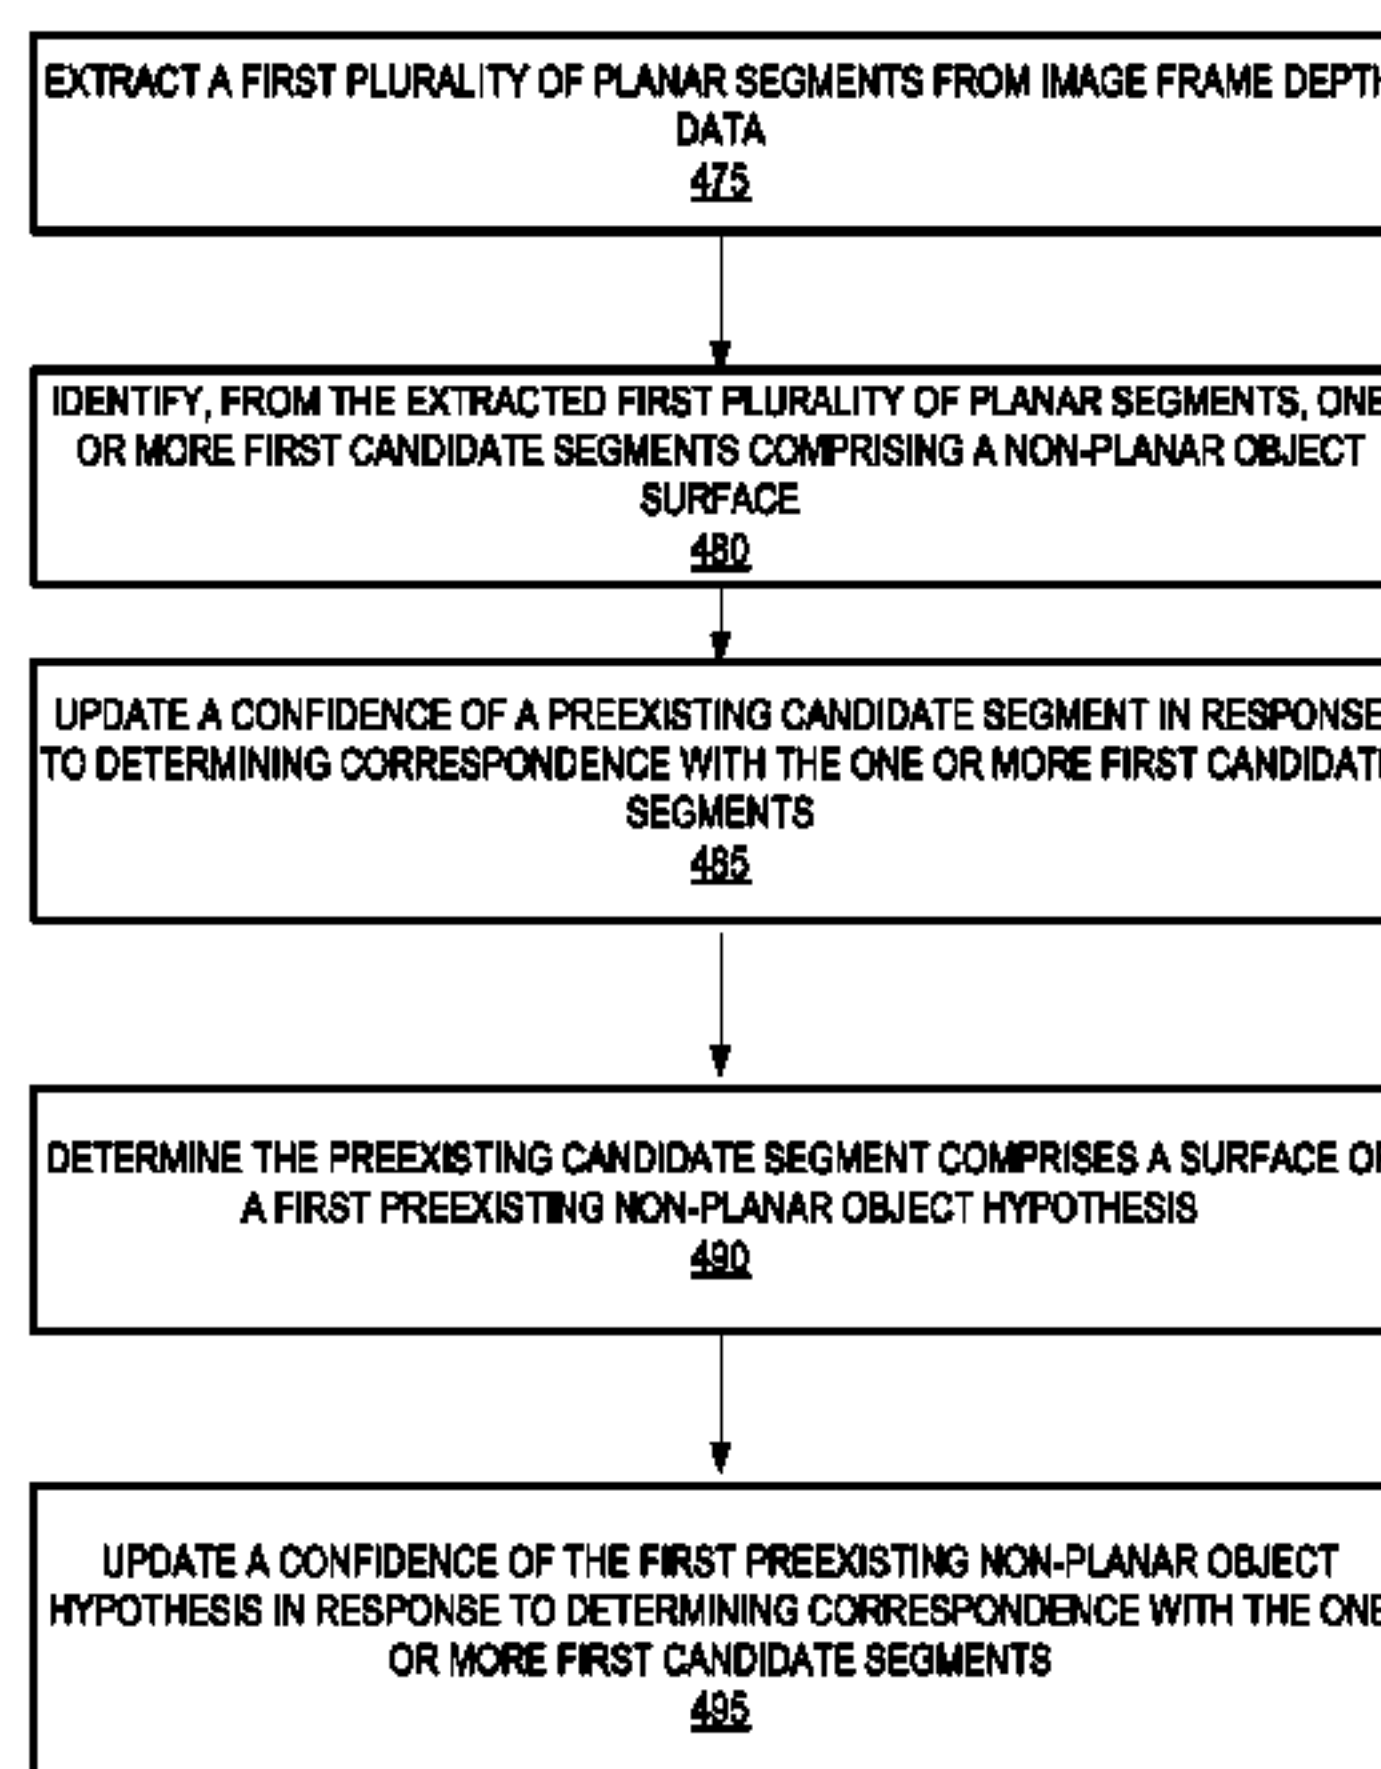 EXTRACT A FIRST PLURALITY OF PLANAR SEGMENTS FROM IMAGE FRAME DEPTH
DATA
475
IDENTIFY, FROM THE EXTRACTED FIRST PLURALITY OF PLANAR SEGMENTS, ONE
OR MORE FIRST CANDIDATE SEGMENTS COMPRISING A NON-PLANAR OBJECT
SURFACE
480
UPDATE A CONFIDENCE OF A PREEXISTING CANDIDATE SEGMENT IN RESPONSE
TO DETERMINING CORRESPONDENCE WITH THE ONE OR MORE FIRST CANDIDATE
SEGMENTS
485
DETERMINE THE PREEXISTING CANDIDATE SEGMENT COMPRISES A SURFACE OF
A FIRST PREEXISTING NON-PLANAR OBJECT HYPOTHESIS
490
UPDATE A CONFIDENCE OF THE FIRST PREEXISTING NON-PLANAR OBJECT
HYPOTHESIS IN RESPONSE TO DETERMINING CORRESPONDENCE WITH THE ONE
OR MORE FIRST CANDIDATE SEGMENTS
495